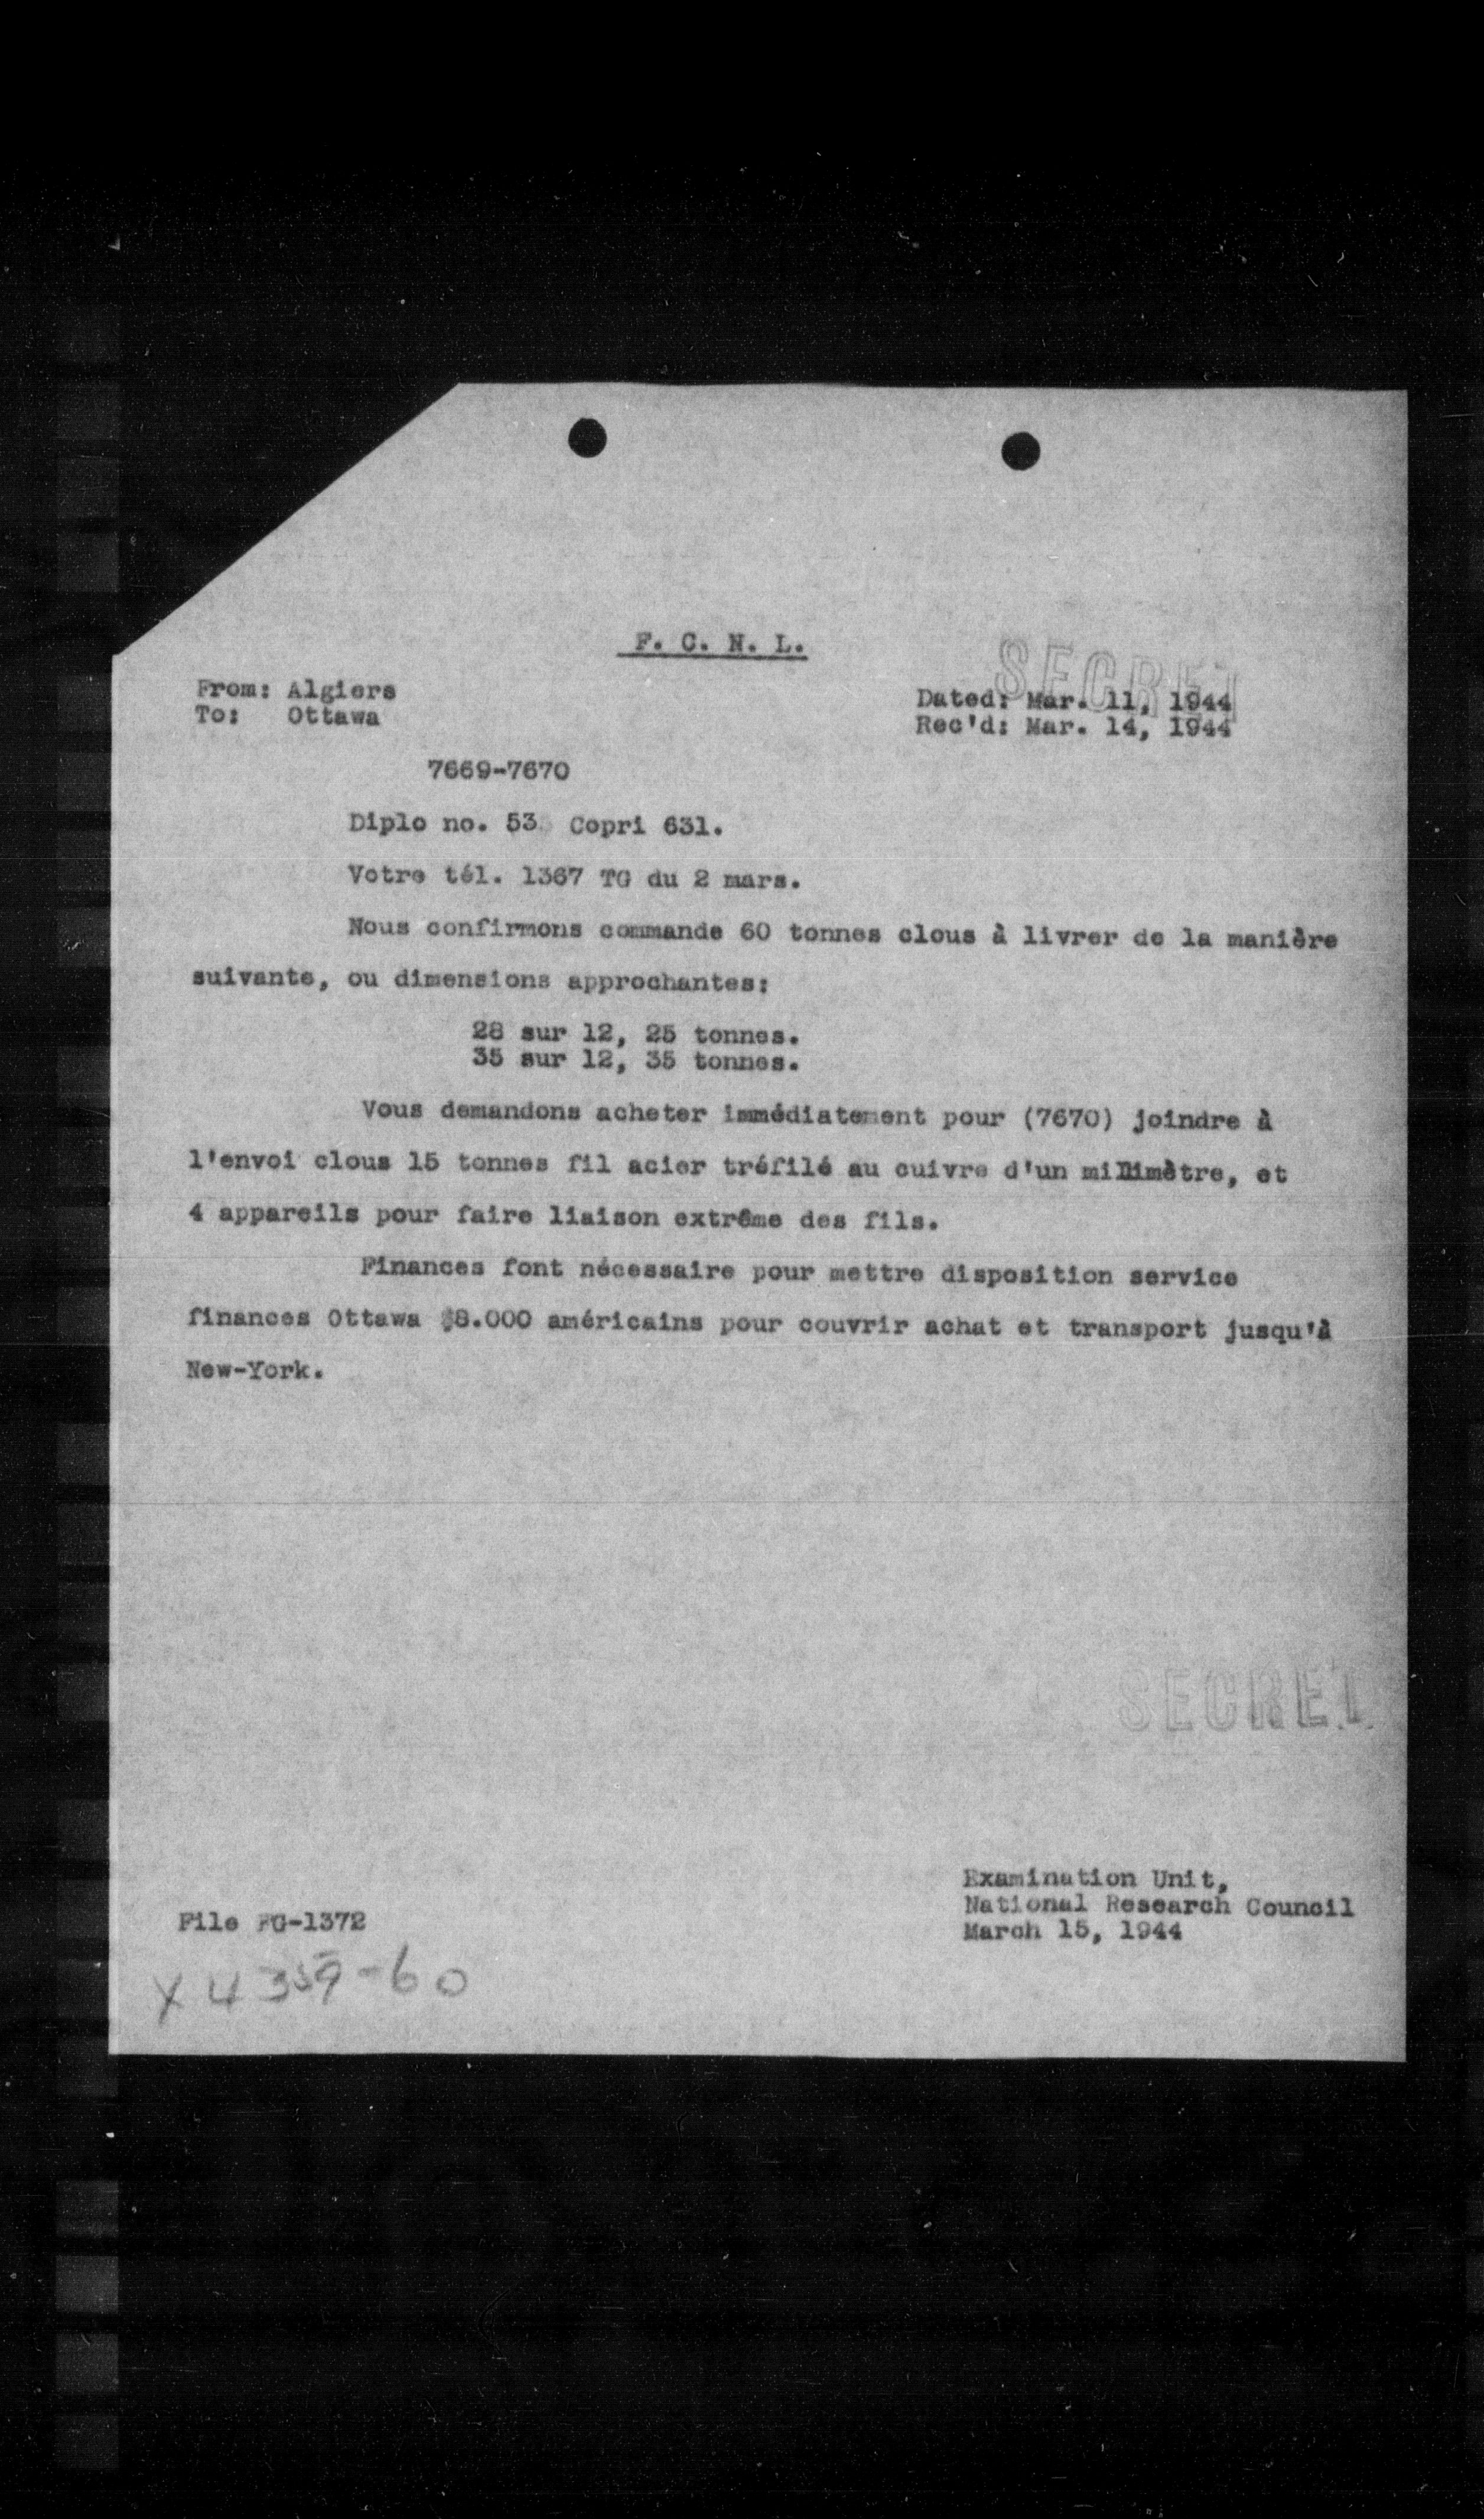 F. C. N. L.
SECRET
From: Algiers
To: Ottawa
Dated: Mar. 11, 1944
Rec'd: Mar. 14, 1944
7669-7670
Diplo no. 53 Copri 631.
Votre tél. 1367 TG du 2 mars.
Nous confirmons commande 60 tonnes clous à livrer de la manière
suivante, ou dimensions approchantes:
28 sur 12, 25 tonnes.
35 sur 12, 35 tonnes.
Vous demandons acheter immédiatement pour (7670) joindre à
l'envoi clous 15 tonnes fil acier tréfilé au cuivre d'un millimètre, et
4 appareils pour faire liaison extrême des fils.
Finances font nécessaire pour mettre disposition service
finances Ottawa $8.000 américains pour couvrir achat et transport jusqu'à
New-York.
SECRET
Examination Unit,
National Research Council
March 15, 1944
File FG-1372
X 4359-60